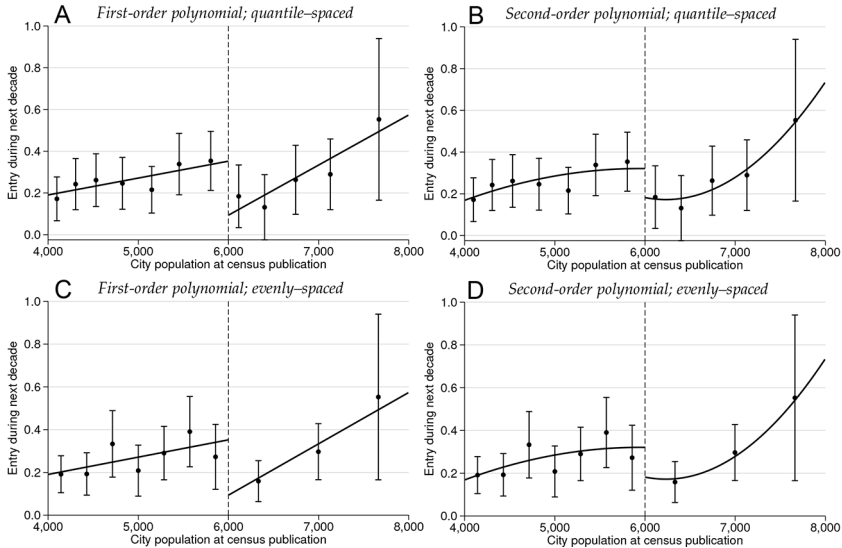 A First-order polynomial; quantile–spaced
1.0
0.8
0.6
0.4
0.2
0.0
Entry during next decade
4,000 5,000 6,000 7,000 8,000
City population at census publication
B Second-order polynomial; quantile–spaced
1.0
0.8
0.6
0.4
0.2
0.0
Entry during next decade
4,000 5,000 6,000 7,000 8,000
City population at census publication
C First-order polynomial; evenly–spaced
1.0
0.8
0.6
0.4
0.2
0.0
Entry during next decade
4,000 5,000 6,000 7,000 8,000
City population at census publication
D Second-order polynomial; evenly–spaced
1.0
0.8
0.6
0.4
0.2
0.0
Entry during next decade
4,000 5,000 6,000 7,000 8,000
City population at census publication